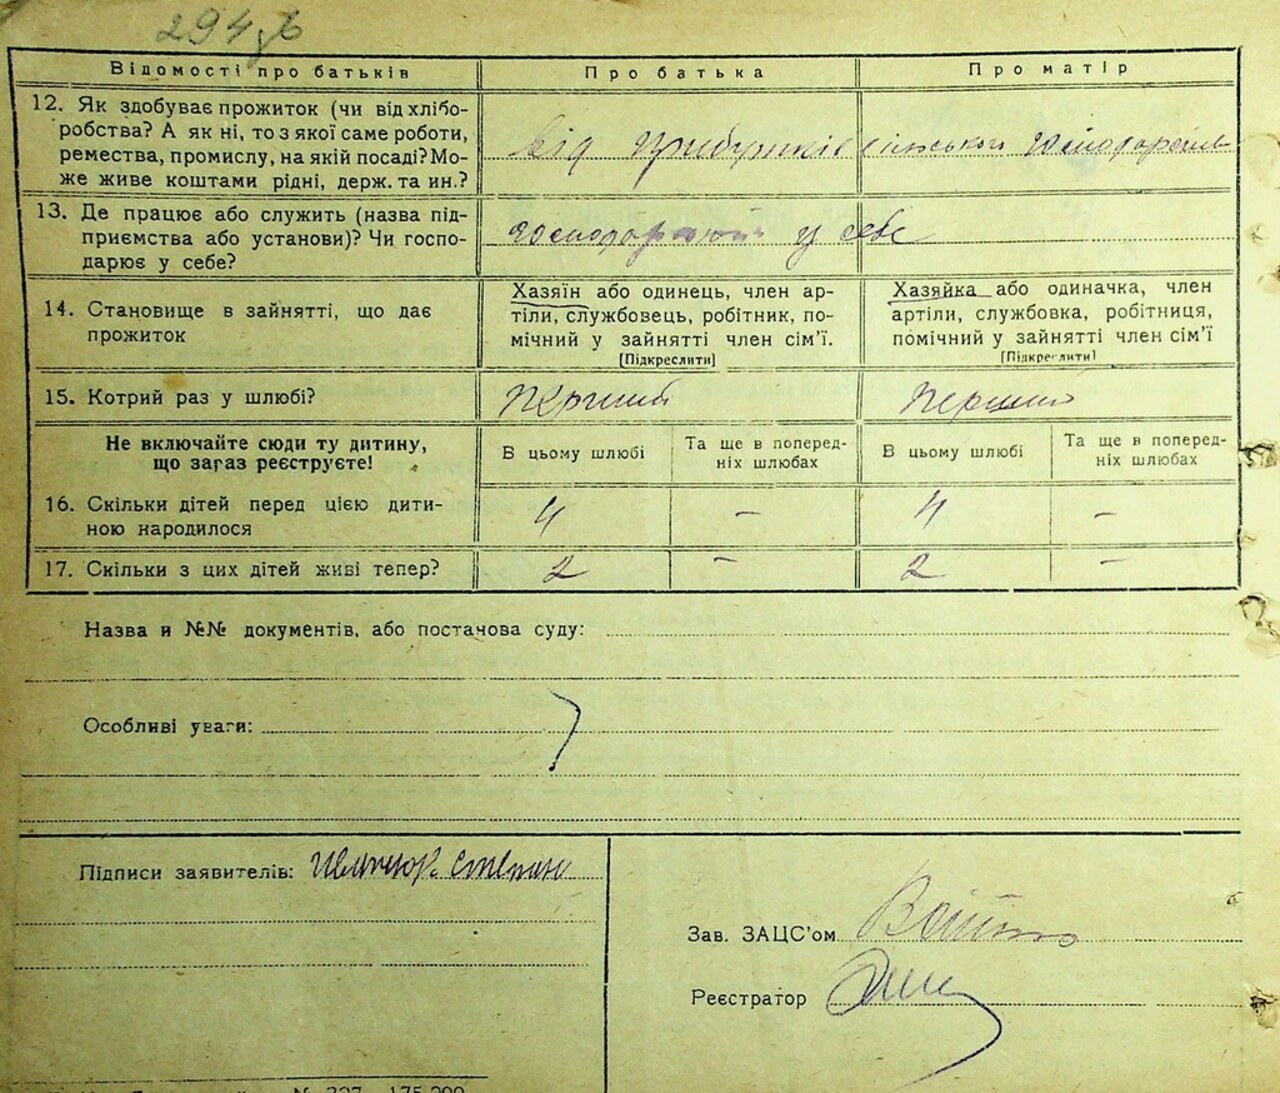 294 зв
Відомості про батьків Про батька Про матір
12. Як здобуває прожиток (чи від хлібо-
робства? А як ні, то з якої саме роботи,
ремества, промислу, на якій посаді? Мо-
же живе коштами рідні, держ. та ин.?
від прибутків сільського господарства
13. Де працює або служить (назва під-
приємства або установи)? Чи госпо-
дарює у себе?
у себе
14. Становище в зайнятті, що дає
прожиток
Хазяїн або одинець, член ар-
тіли, службовець, робітник, по-
мічний у зайнятті член сім’ї.
[Підкреслити]
Хазяйка або одиначка, член
артіли, службовка, робітниця,
помічний у зайнятті член сім’ї
[Підкреслити]
15. Котрий раз у шлюбі? перший перший
Не включайте сюди ту дитину,
що зараз реєструєте!
В цьому шлюбі
Та ще в поперед-
ніх шлюбах
В цьому шлюбі
Та ще в поперед-
ніх шлюбах
16. Скільки дітей перед цією дити-
ною народилося
4 – 4 –
17. Скільки з цих дітей живі тепер? 2 – 2 –
Назва и №№ документів, або постанова суду:
Особливі уваги:
Підписи заявителів: Степан
Зав. ЗАЦС’ом
Реєстратор
№ 327 175.200